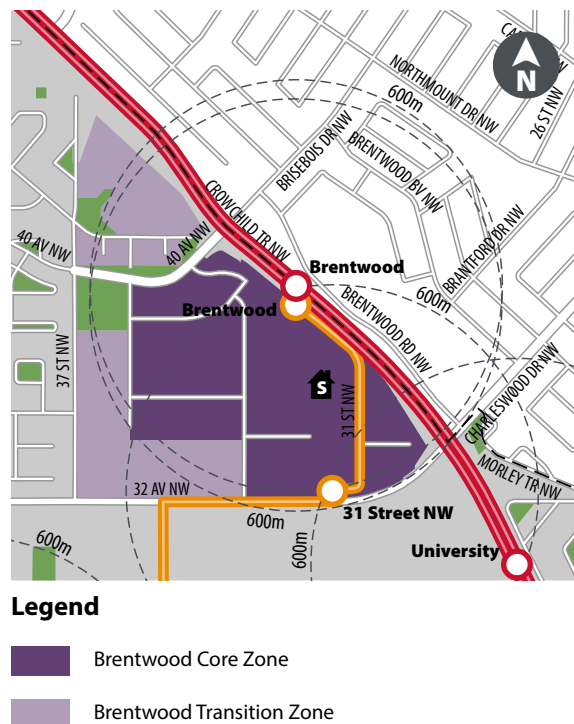 N
600m
NORTHMOUNT DR NW
26 ST NW
BRISEBOIS DR NW
BRENTWOOD BV NW
CROWCHILD TR NW
40 AV NW
40 AV NW
BRANTFORD DR NW
Brentwood
600m
Brentwood
BRENTWOOD RD NW
37 ST NW
S
31 ST NW
CHARLESWOOD DR NW
32 AV NW
MORLEY TR NW
31 Street NW
600m
600m
600m
University
Legend
Brentwood Core Zone
Brentwood Transition Zone